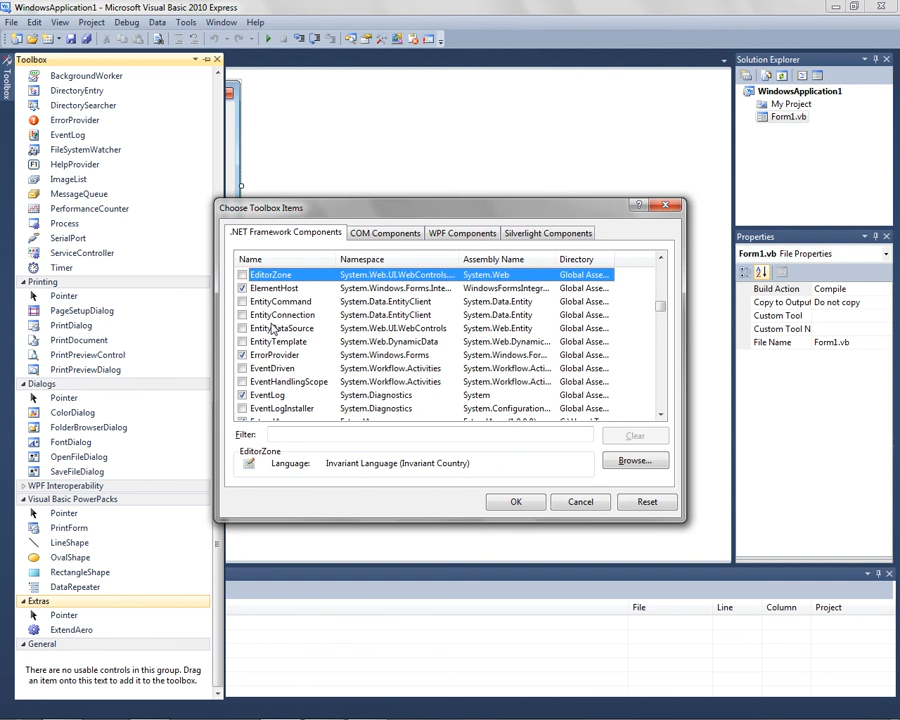 WindowsApplication1 - Microsoft Visual Basic 2010 Express
File Edit View Project Debug Data Tools Window Help
Toolbox
Toolbox
BackgroundWorker
DirectoryEntry
DirectorySearcher
ErrorProvider
EventLog
FileSystemWatcher
HelpProvider
ImageList
MessageQueue
PerformanceCounter
Process
SerialPort
ServiceController
Timer
Printing
Pointer
PageSetupDialog
PrintDialog
PrintDocument
PrintPreviewControl
PrintPreviewDialog
Dialogs
Pointer
ColorDialog
FolderBrowserDialog
FontDialog
OpenFileDialog
SaveFileDialog
WPF Interoperability
Visual Basic PowerPacks
Pointer
PrintForm
LineShape
OvalShape
RectangleShape
DataRepeater
Extras
Pointer
ExtendAero
General
There are no usable controls in this group. Drag
an item onto this text to add it to the toolbox.
Choose Toolbox Items
.NET Framework Components COM Components WPF Components Silverlight Components
Name Namespace Assembly Name Directory
EditorZone System.Web.UI.WebControls.... System.Web Global Asse...
ElementHost System.Windows.Forms.Inte... WindowsFormsIntegr... Global Asse...
EntityCommand System.Data.EntityClient System.Data.Entity Global Asse...
EntityConnection System.Data.EntityClient System.Data.Entity Global Asse...
EntityDataSource System.Web.UI.WebControls System.Web.Entity Global Asse...
EntityTemplate System.Web.DynamicData System.Web.Dynamic... Global Asse...
ErrorProvider System.Windows.Forms System.Windows.For... Global Asse...
EventDriven System.Workflow.Activities System.Workflow.Acti... Global Asse...
EventHandlingScope System.Workflow.Activities System.Workflow.Acti... Global Asse...
EventLog System.Diagnostics System Global Asse...
EventLogInstaller System.Diagnostics System.Configuration... Global Asse...
Filter:
Clear
EditorZone
Language: Invariant Language (Invariant Country)
Browse...
OK Cancel Reset
Solution Explorer
WindowsApplication1
My Project
Form1.vb
Properties
Form1.vb File Properties
Build Action Compile
Copy to Output Do not copy
Custom Tool
Custom Tool N
File Name Form1.vb
File Line Column Project